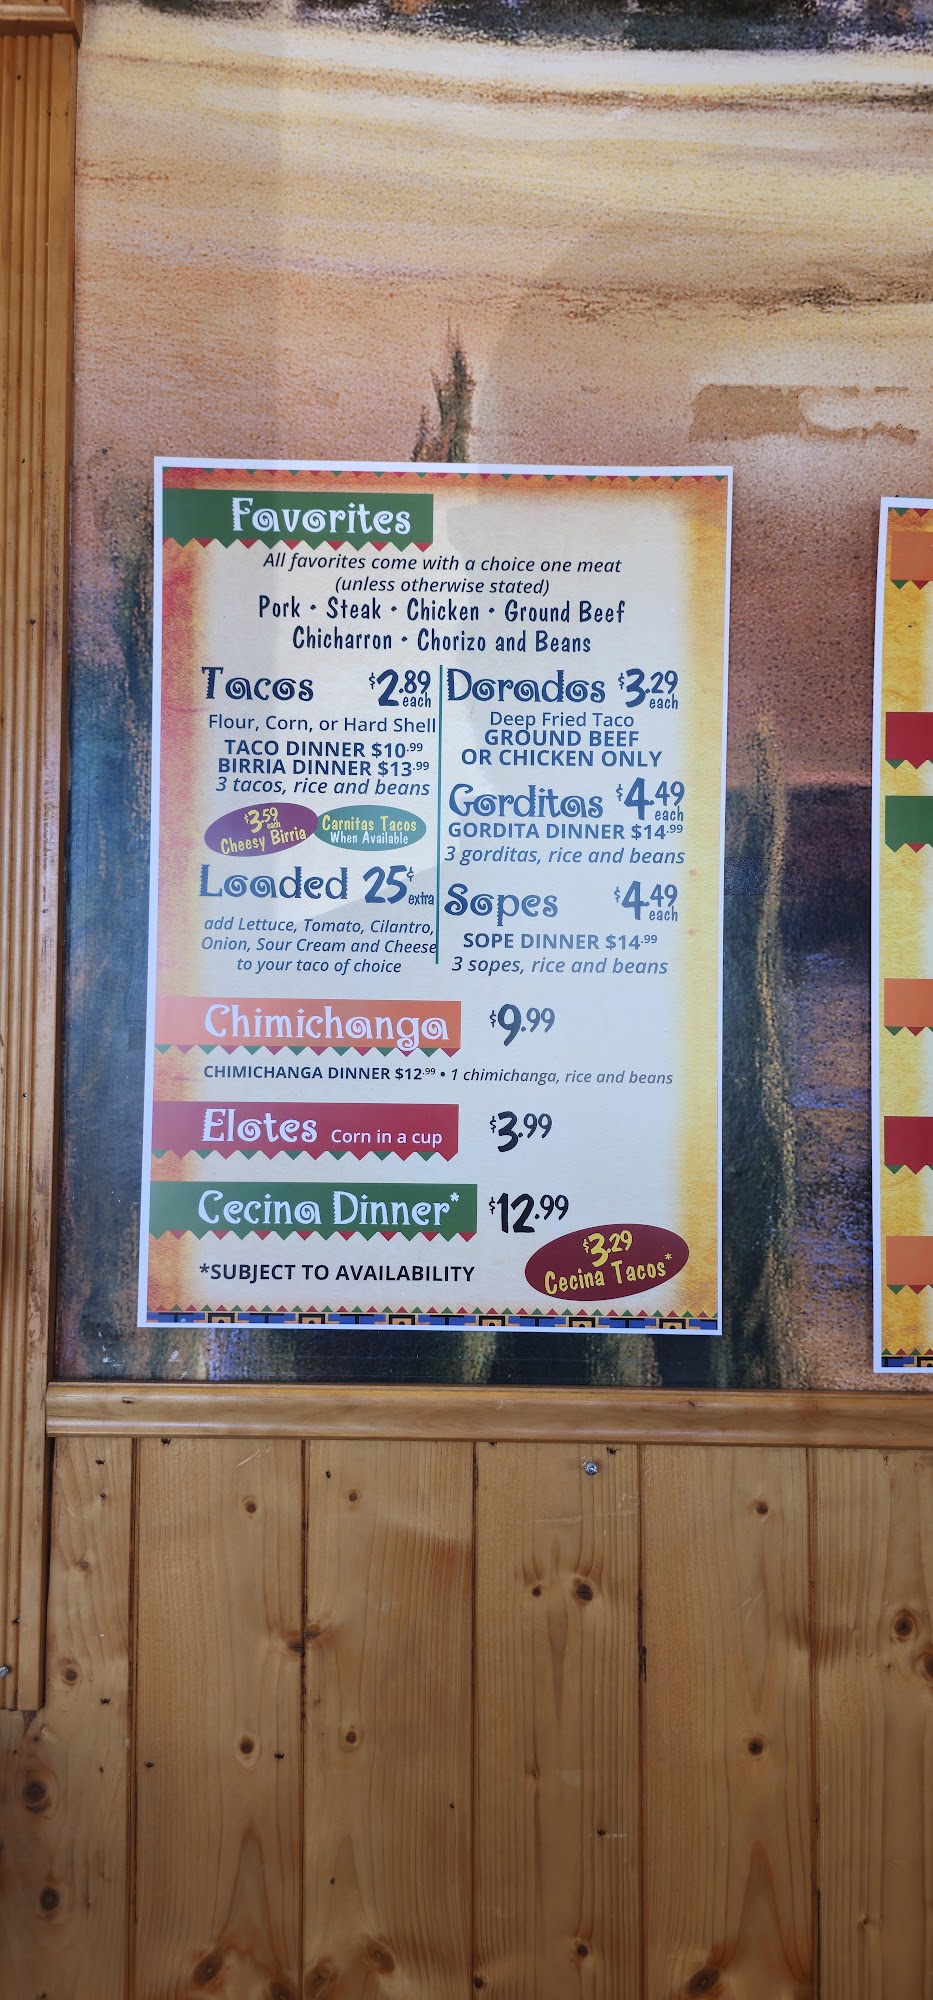 Favorites
All favorites come with a choice one meat
(unless otherwise stated)
Pork • Steak • Chicken • Ground Beef
Chicharron • Chorizo and Beans
Tacos $2.89 each
Flour, Corn, or Hard Shell
TACO DINNER $10.99
BIRRIA DINNER $13.99
3 tacos, rice and beans
$3.59 each
Cheesy Birria
Carnitas Tacos
When Available
Loaded 25¢ extra
add Lettuce, Tomato, Cilantro,
Onion, Sour Cream and Cheese
to your taco of choice
Dorados $3.29 each
Deep Fried Taco
GROUND BEEF
OR CHICKEN ONLY
Gorditas $4.49 each
GORDITA DINNER $14.99
3 gorditas, rice and beans
Sopes $4.49 each
SOPE DINNER $14.99
3 sopes, rice and beans
Chimichanga $9.99
CHIMICHANGA DINNER $12.99 • 1 chimichanga, rice and beans
Elotes Corn in a cup $3.99
Cecina Dinner* $12.99
$3.29
Cecina Tacos*
*SUBJECT TO AVAILABILITY